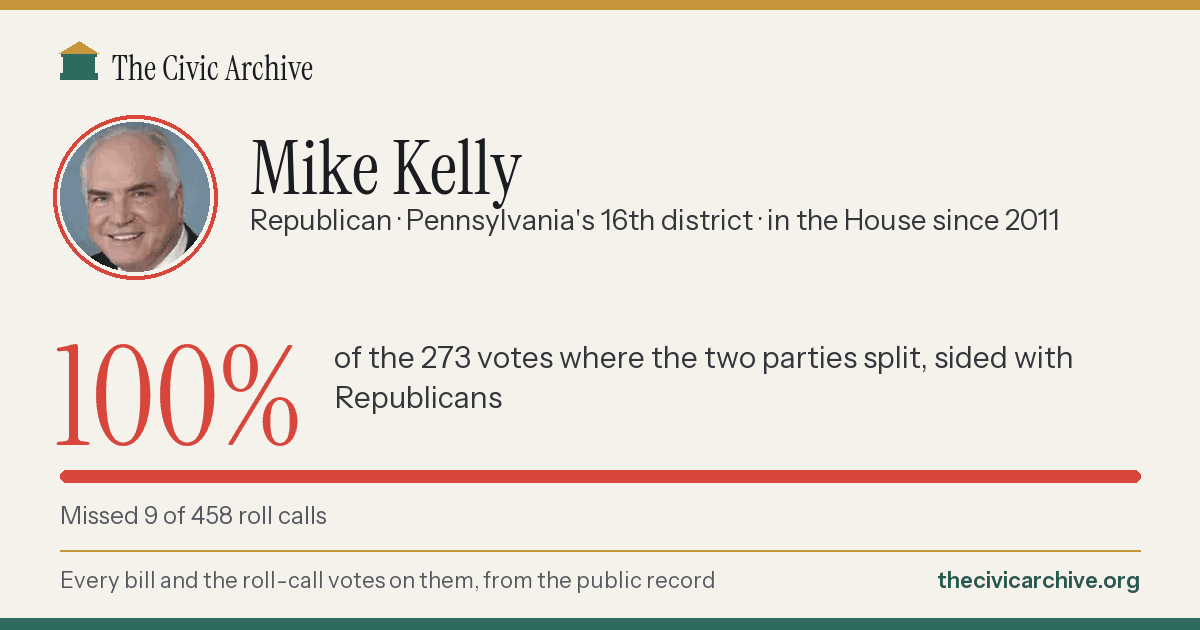 The Civic Archive
Mike Kelly
Republican · Pennsylvania's 16th district · in the House since 2011
100%
of the 273 votes where the two parties split, sided with
Republicans
Missed 9 of 458 roll calls
Every bill and the roll-call votes on them, from the public record
thecivicarchive.org